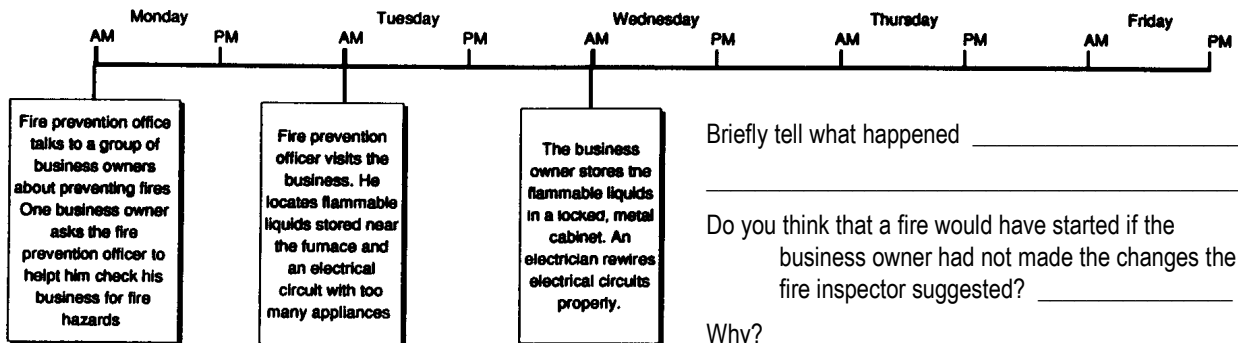 Monday Tuesday Wednesday Thursday Friday
AM PM AM PM AM PM AM PM AM PM
Fire prevention office
talks to a group of
business owners
about preventing fires
One business owner
asks the fire
prevention officer to
helpt him check his
business for fire
hazards
Fire prevention
officer visits the
business. He
locates flammable
liquids stored near
the furnace and
an electrical
circuit with too
many appliances
The business
owner stores the
flammable liquids
in a locked, metal
cabinet. An
electrician rewires
electrical circuits
properly.
Briefly tell what happened
Do you think that a fire would have started if the
business owner had not made the changes the
fire inspector suggested?
Why?